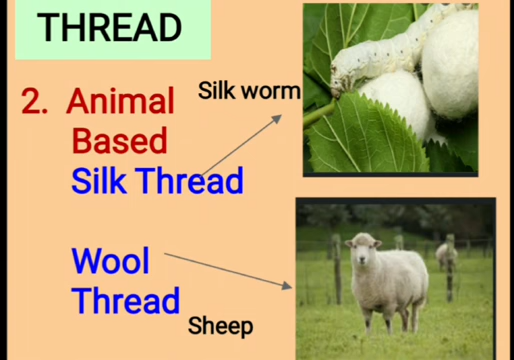 THREAD
2. Animal
Based
Silk Thread
Silk worm
Wool
Thread
Sheep